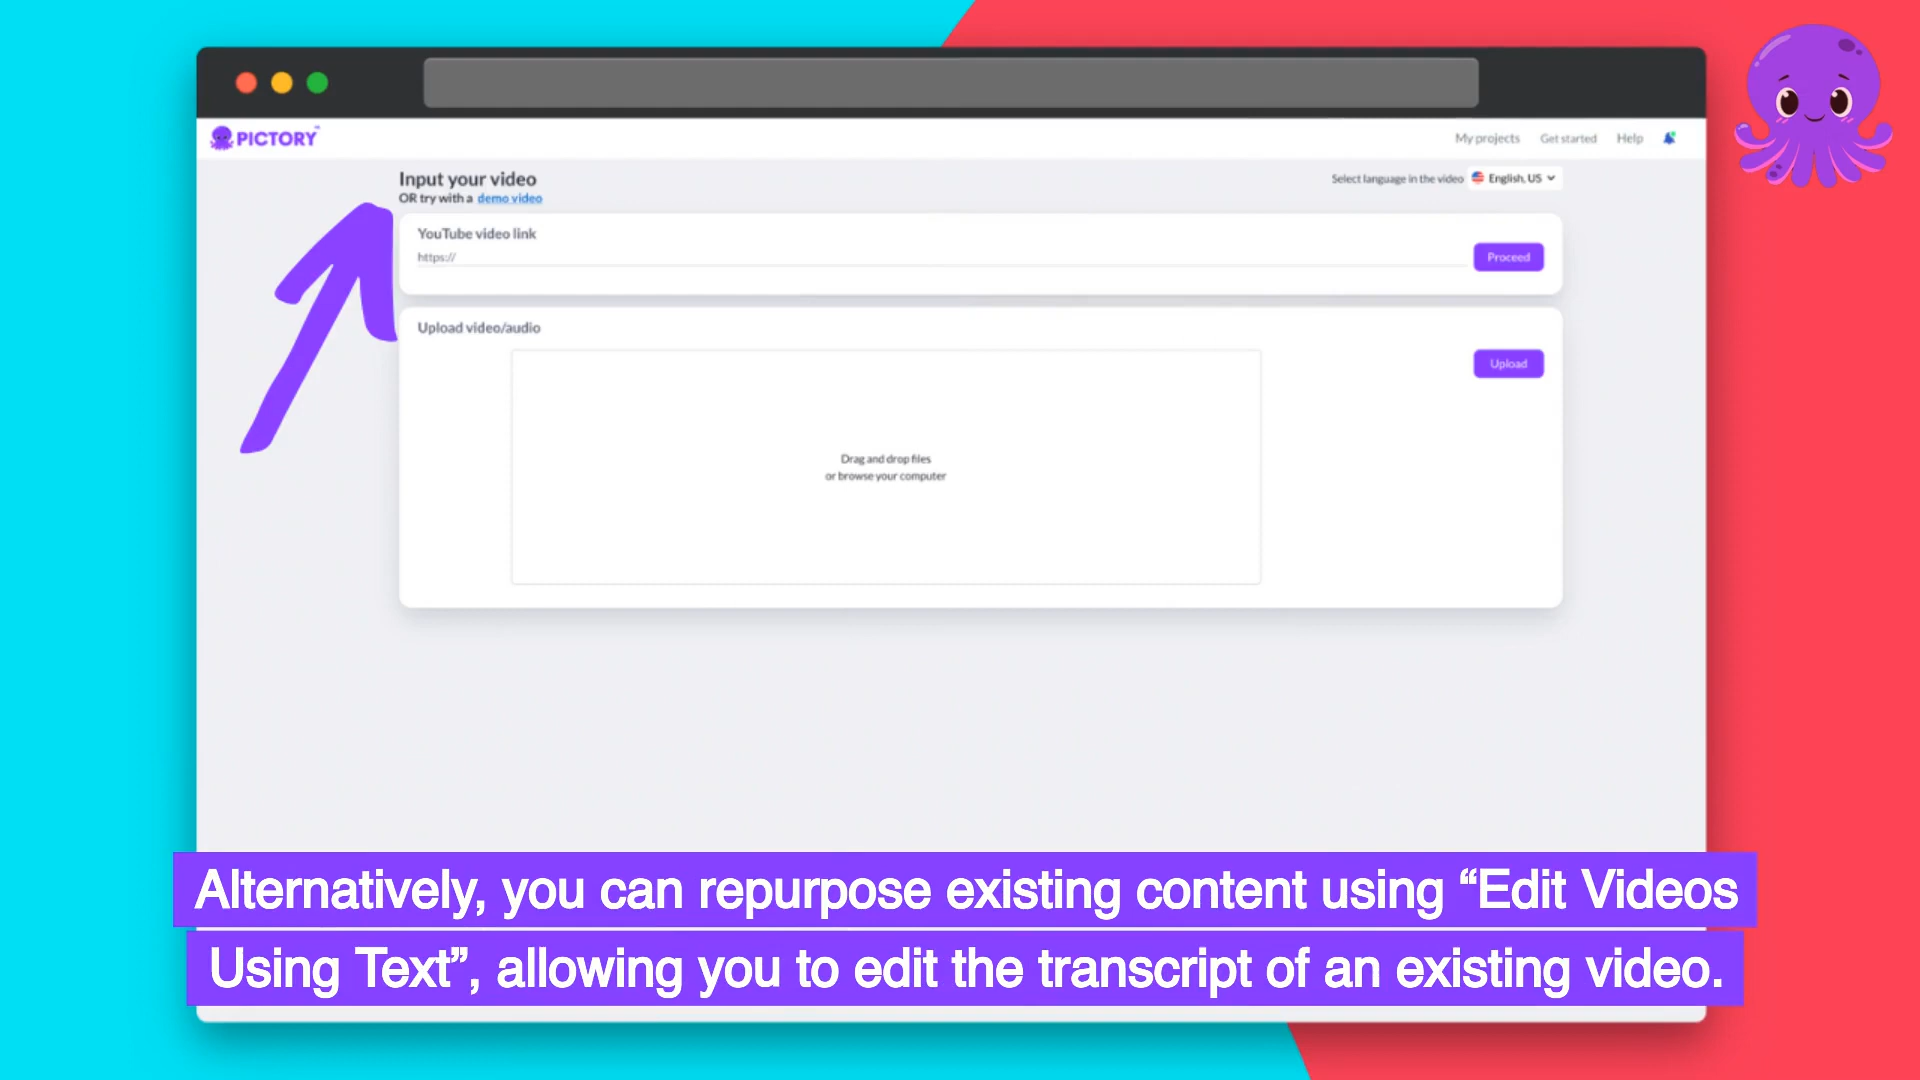 PICTORY™
My projects Get started Help
Input your video
OR try with a demo video
Select language in the video English, US
YouTube video link
https://
Proceed
Upload video/audio
Upload
Drag and drop files
or browse your computer
Alternatively, you can repurpose existing content using “Edit Videos
Using Text”, allowing you to edit the transcript of an existing video.